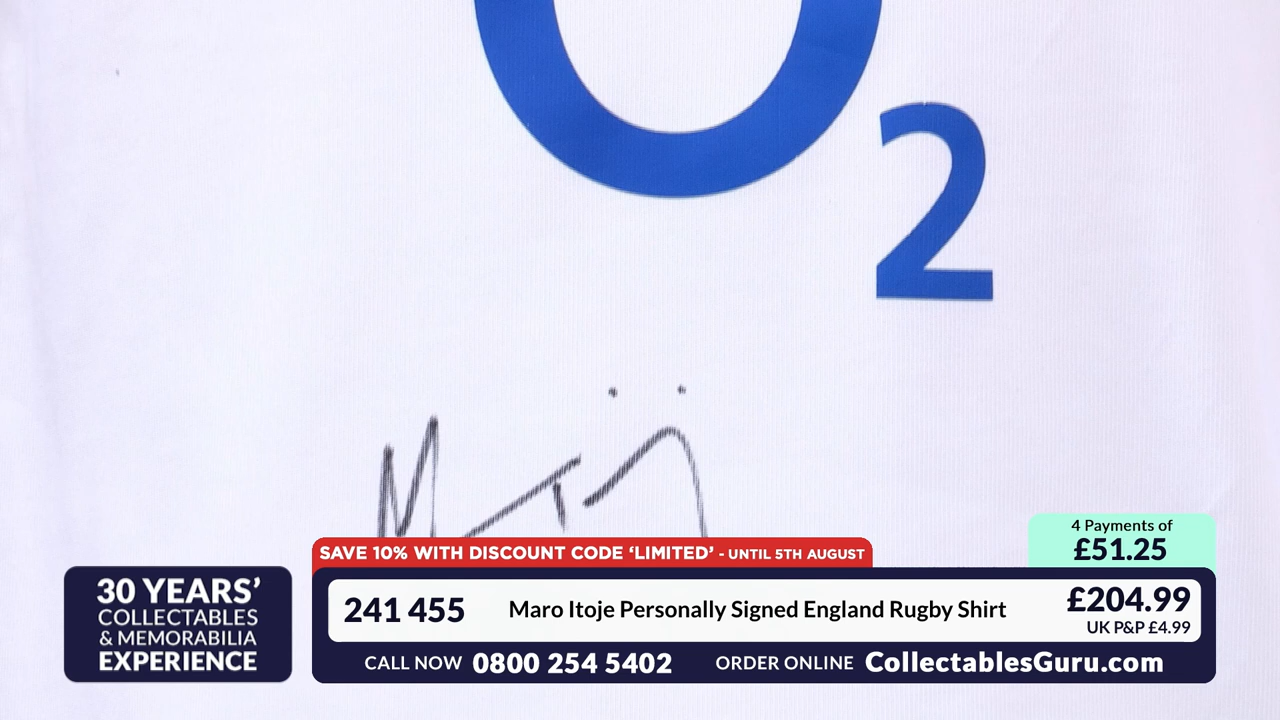 O2
SAVE 10% WITH DISCOUNT CODE ‘LIMITED’ - UNTIL 5TH AUGUST
4 Payments of
£51.25
30 YEARS’
COLLECTABLES
& MEMORABILIA
EXPERIENCE
241 455 Maro Itoje Personally Signed England Rugby Shirt £204.99
UK P&P £4.99
CALL NOW 0800 254 5402 ORDER ONLINE CollectablesGuru.com